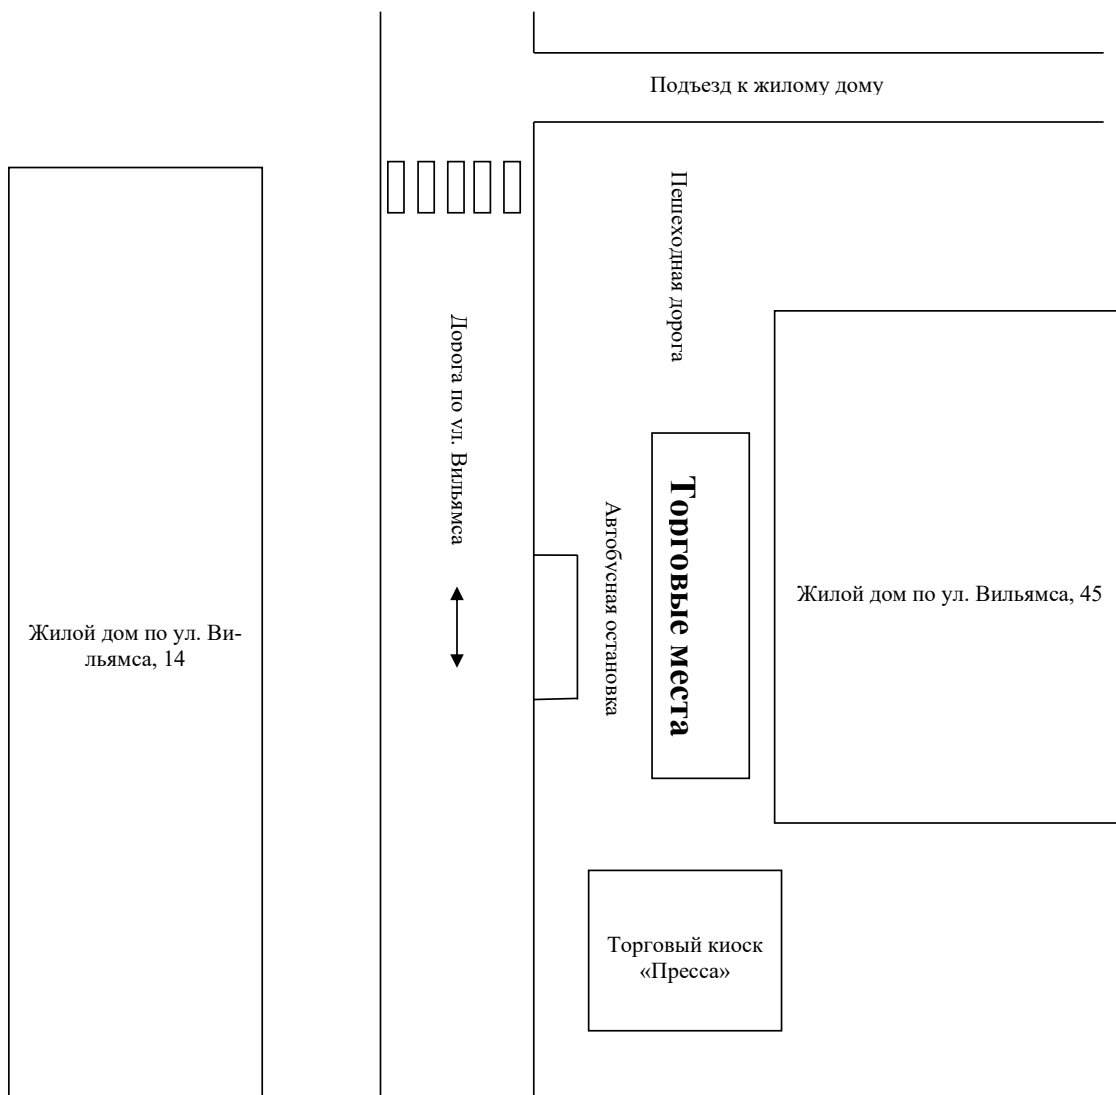 Подъезд к жилому дому
Пешеходная дорога
Дорога по ул. Вильямса
Автобусная остановка
Торговые места
Жилой дом по ул. Вильямса, 45
Жилой дом по ул. Ви-
льямса, 14
Торговый киоск
«Пресса»